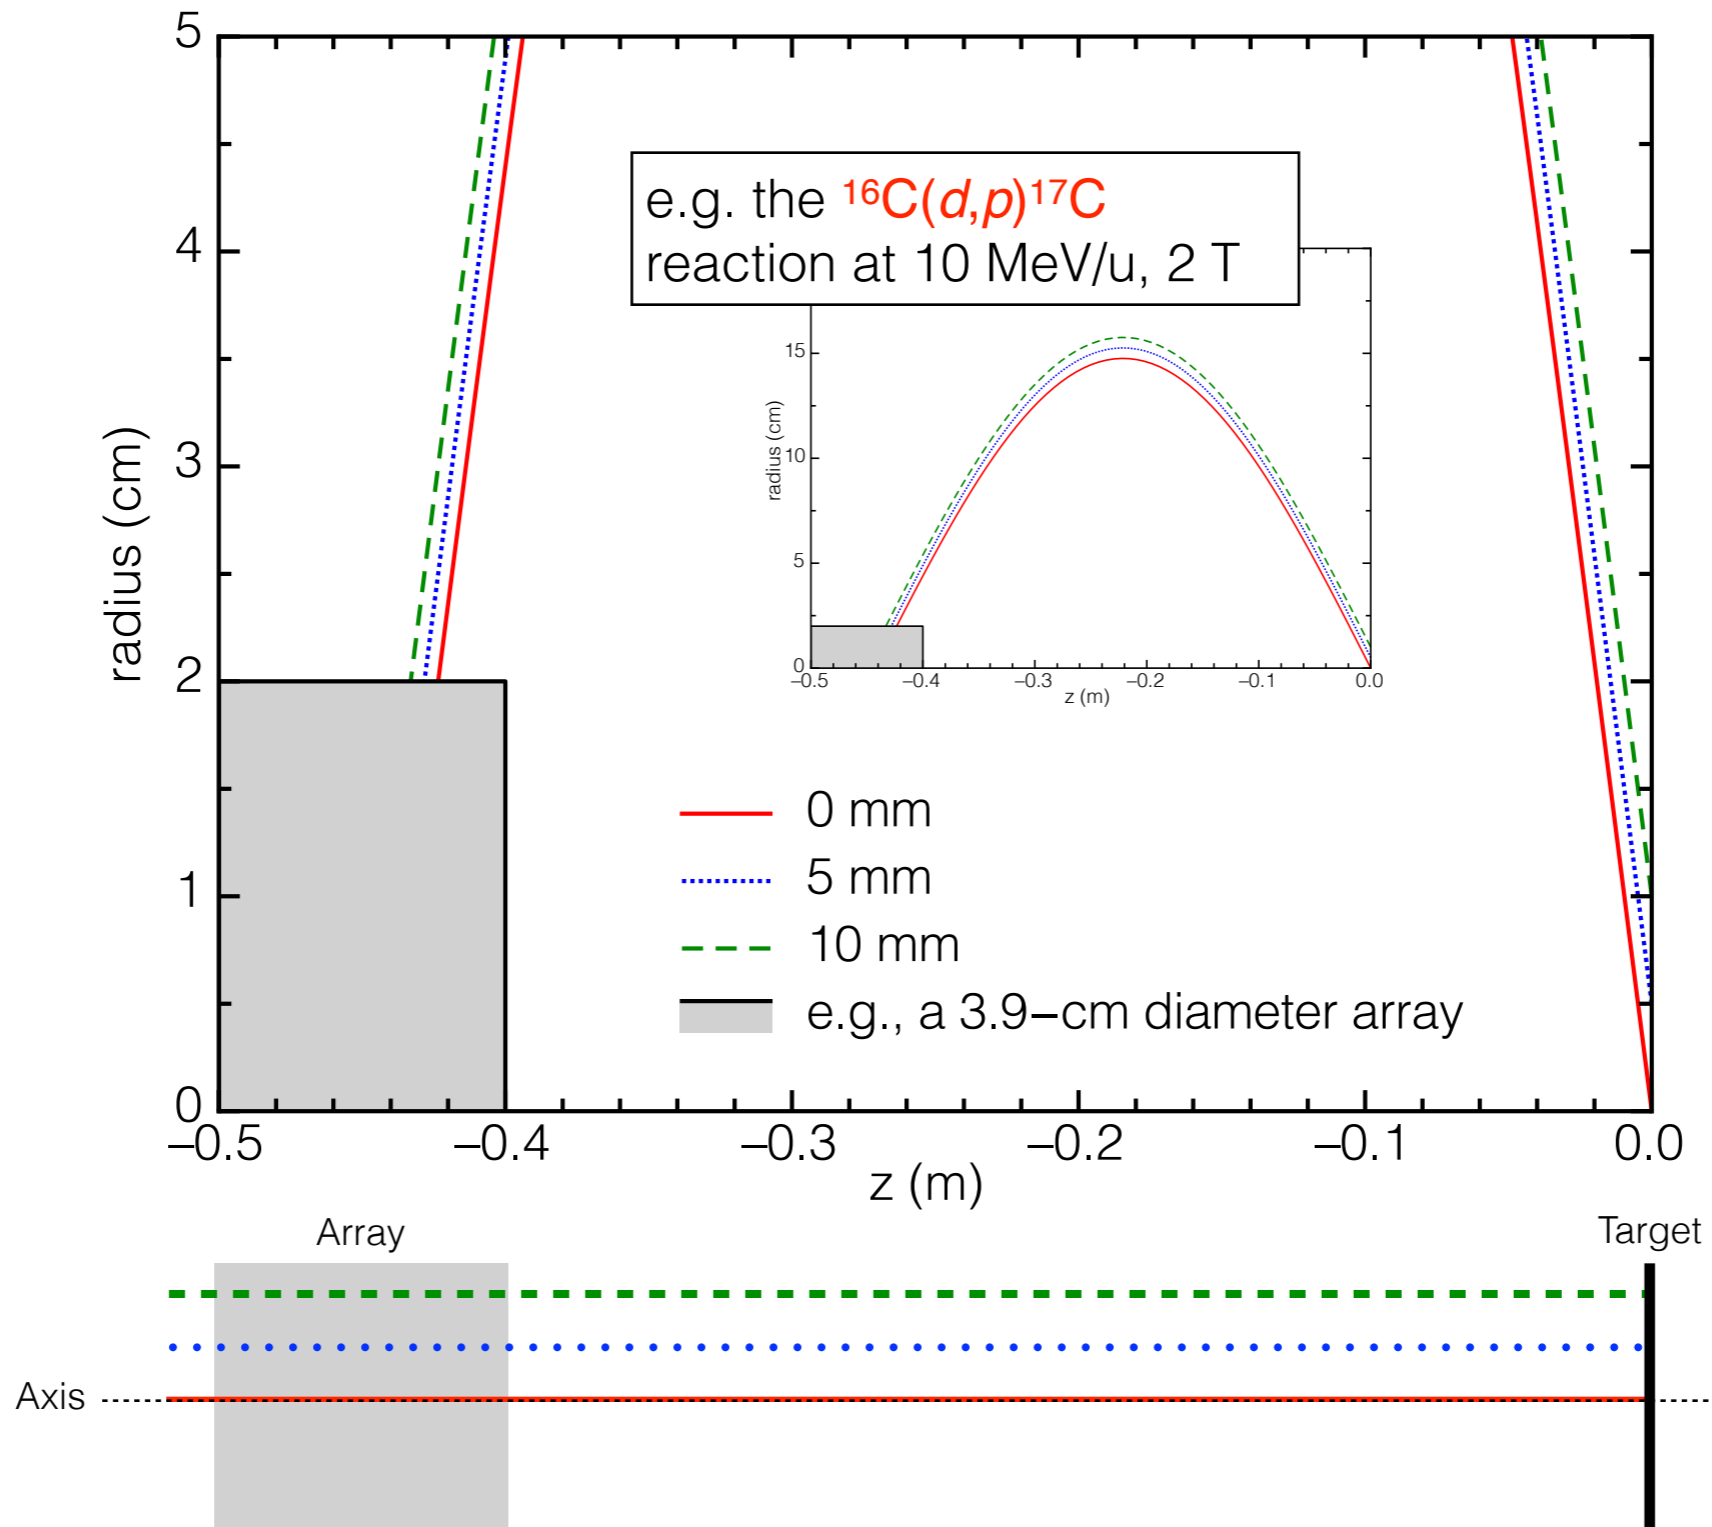 5
4
3
2
1
0
radius (cm)
e.g. the ¹⁶C(d,p)¹⁷C
reaction at 10 MeV/u, 2 T
15
10
5
0
radius (cm)
–0.5 –0.4 –0.3 –0.2 –0.1 0.0
z (m)
0 mm
5 mm
10 mm
e.g., a 3.9–cm diameter array
–0.5 –0.4 –0.3 –0.2 –0.1 0.0
z (m)
Array
Target
Axis